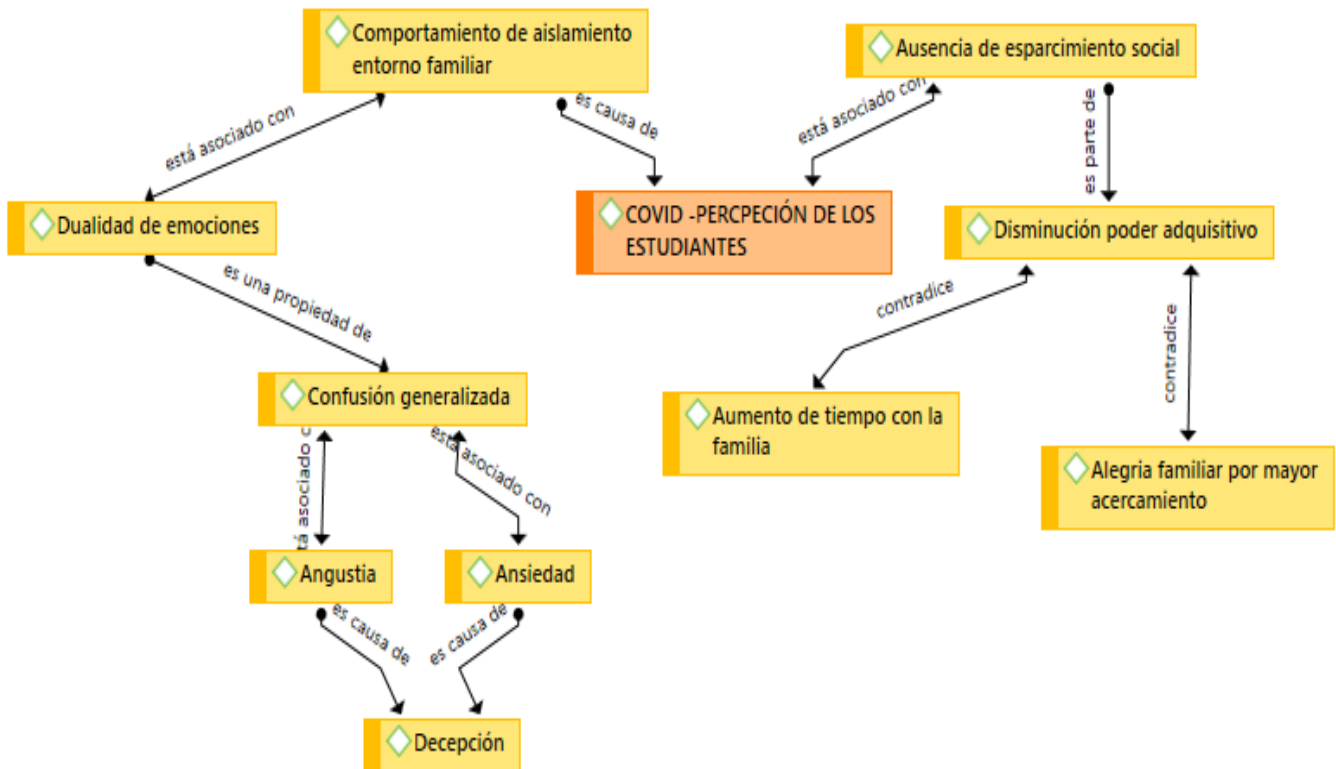 Comportamiento de aislamiento
entorno familiar
Ausencia de esparcimiento social
está asociado con
es causa de
está asociado con
es parte de
Dualidad de emociones
COVID -PERCPECIÓN DE LOS
ESTUDIANTES
Disminución poder adquisitivo
es una propiedad de
contradice
contradice
Confusión generalizada
Aumento de tiempo con la
familia
tá asociado c
está asociado con
Alegria familiar por mayor
acercamiento
Angustia
Ansiedad
es causa de
es causa de
Decepción